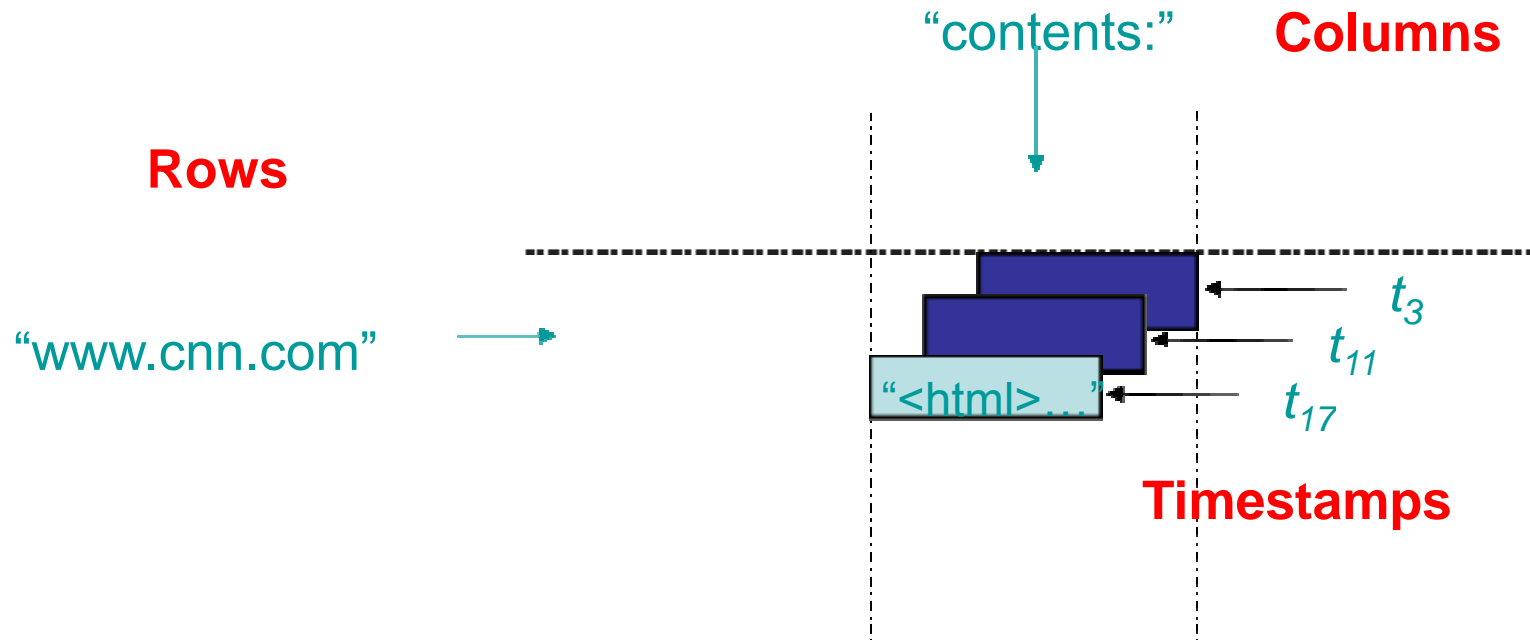 “contents:”
Columns
Rows
t3
“www.cnn.com”
t11
“<html>…”
t17
Timestamps